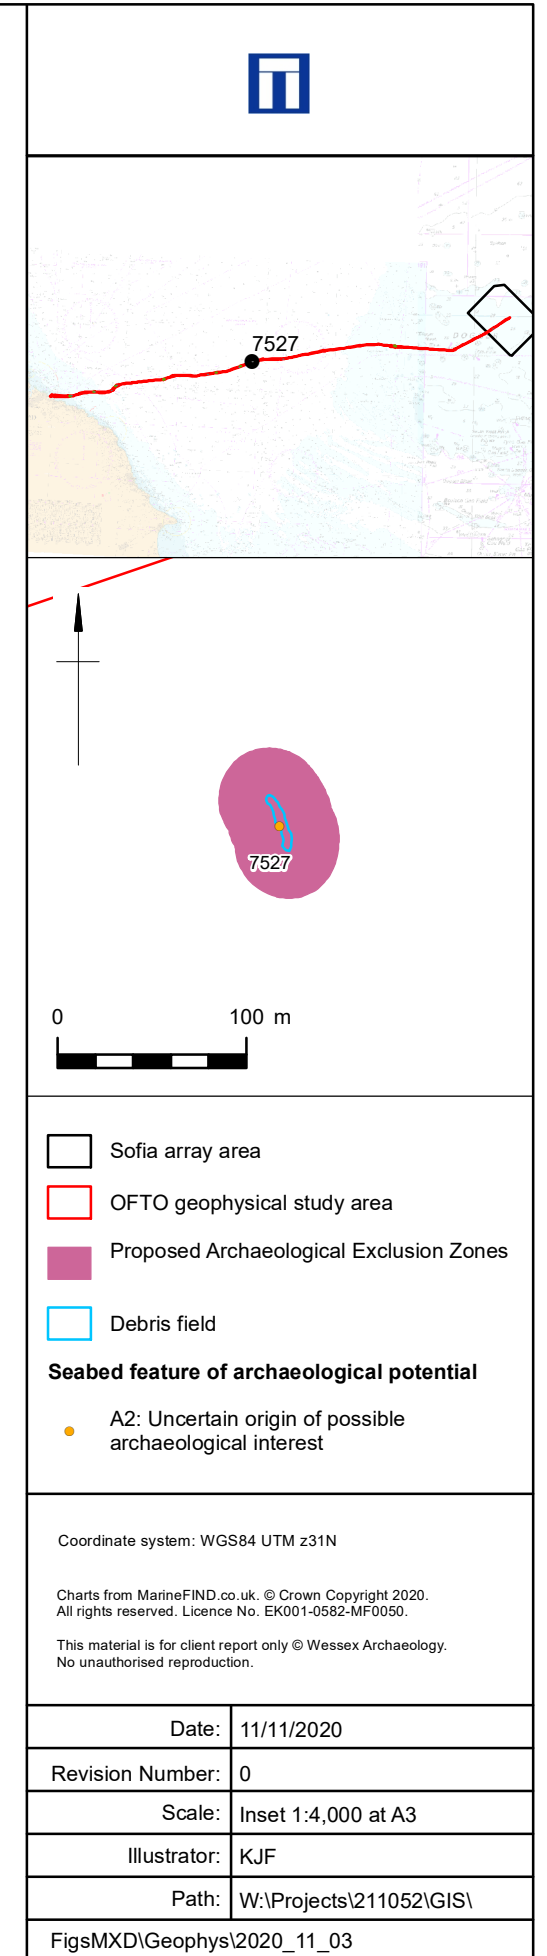 7527
7527
0 100 m
Sofia array area
OFTO geophysical study area
Proposed Archaeological Exclusion Zones
Debris field
Seabed feature of archaeological potential
A2: Uncertain origin of possible
archaeological interest
Coordinate system: WGS84 UTM z31N
Charts from MarineFIND.co.uk. © Crown Copyright 2020.
All rights reserved. Licence No. EK001-0582-MF0050.
This material is for client report only © Wessex Archaeology.
No unauthorised reproduction.
Date: 11/11/2020
Revision Number: 0
Scale: Inset 1:4,000 at A3
Illustrator: KJF
Path: W:\Projects\211052\GIS\
FigsMXD\Geophys\2020_11_03